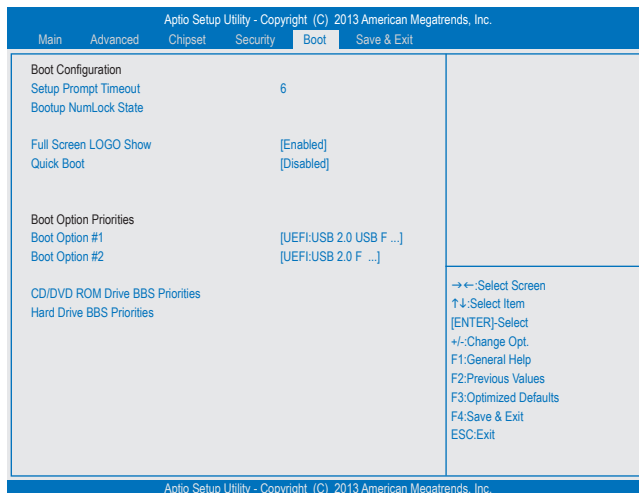 Aptio Setup Utility - Copyright (C) 2013 American Megatrends, Inc.
Main Advanced Chipset Security Boot Save & Exit
Boot Configuration
Setup Prompt Timeout 6
Bootup NumLock State
Full Screen LOGO Show [Enabled]
Quick Boot [Disabled]
Boot Option Priorities
Boot Option #1 [UEFI:USB 2.0 USB F ...]
Boot Option #2 [UEFI:USB 2.0 F ...]
CD/DVD ROM Drive BBS Priorities
Hard Drive BBS Priorities
→←:Select Screen
↑↓:Select Item
[ENTER]-Select
+/-:Change Opt.
F1:General Help
F2:Previous Values
F3:Optimized Defaults
F4:Save & Exit
ESC:Exit
Aptio Setup Utility - Copyright (C) 2013 American Megatrends, Inc.